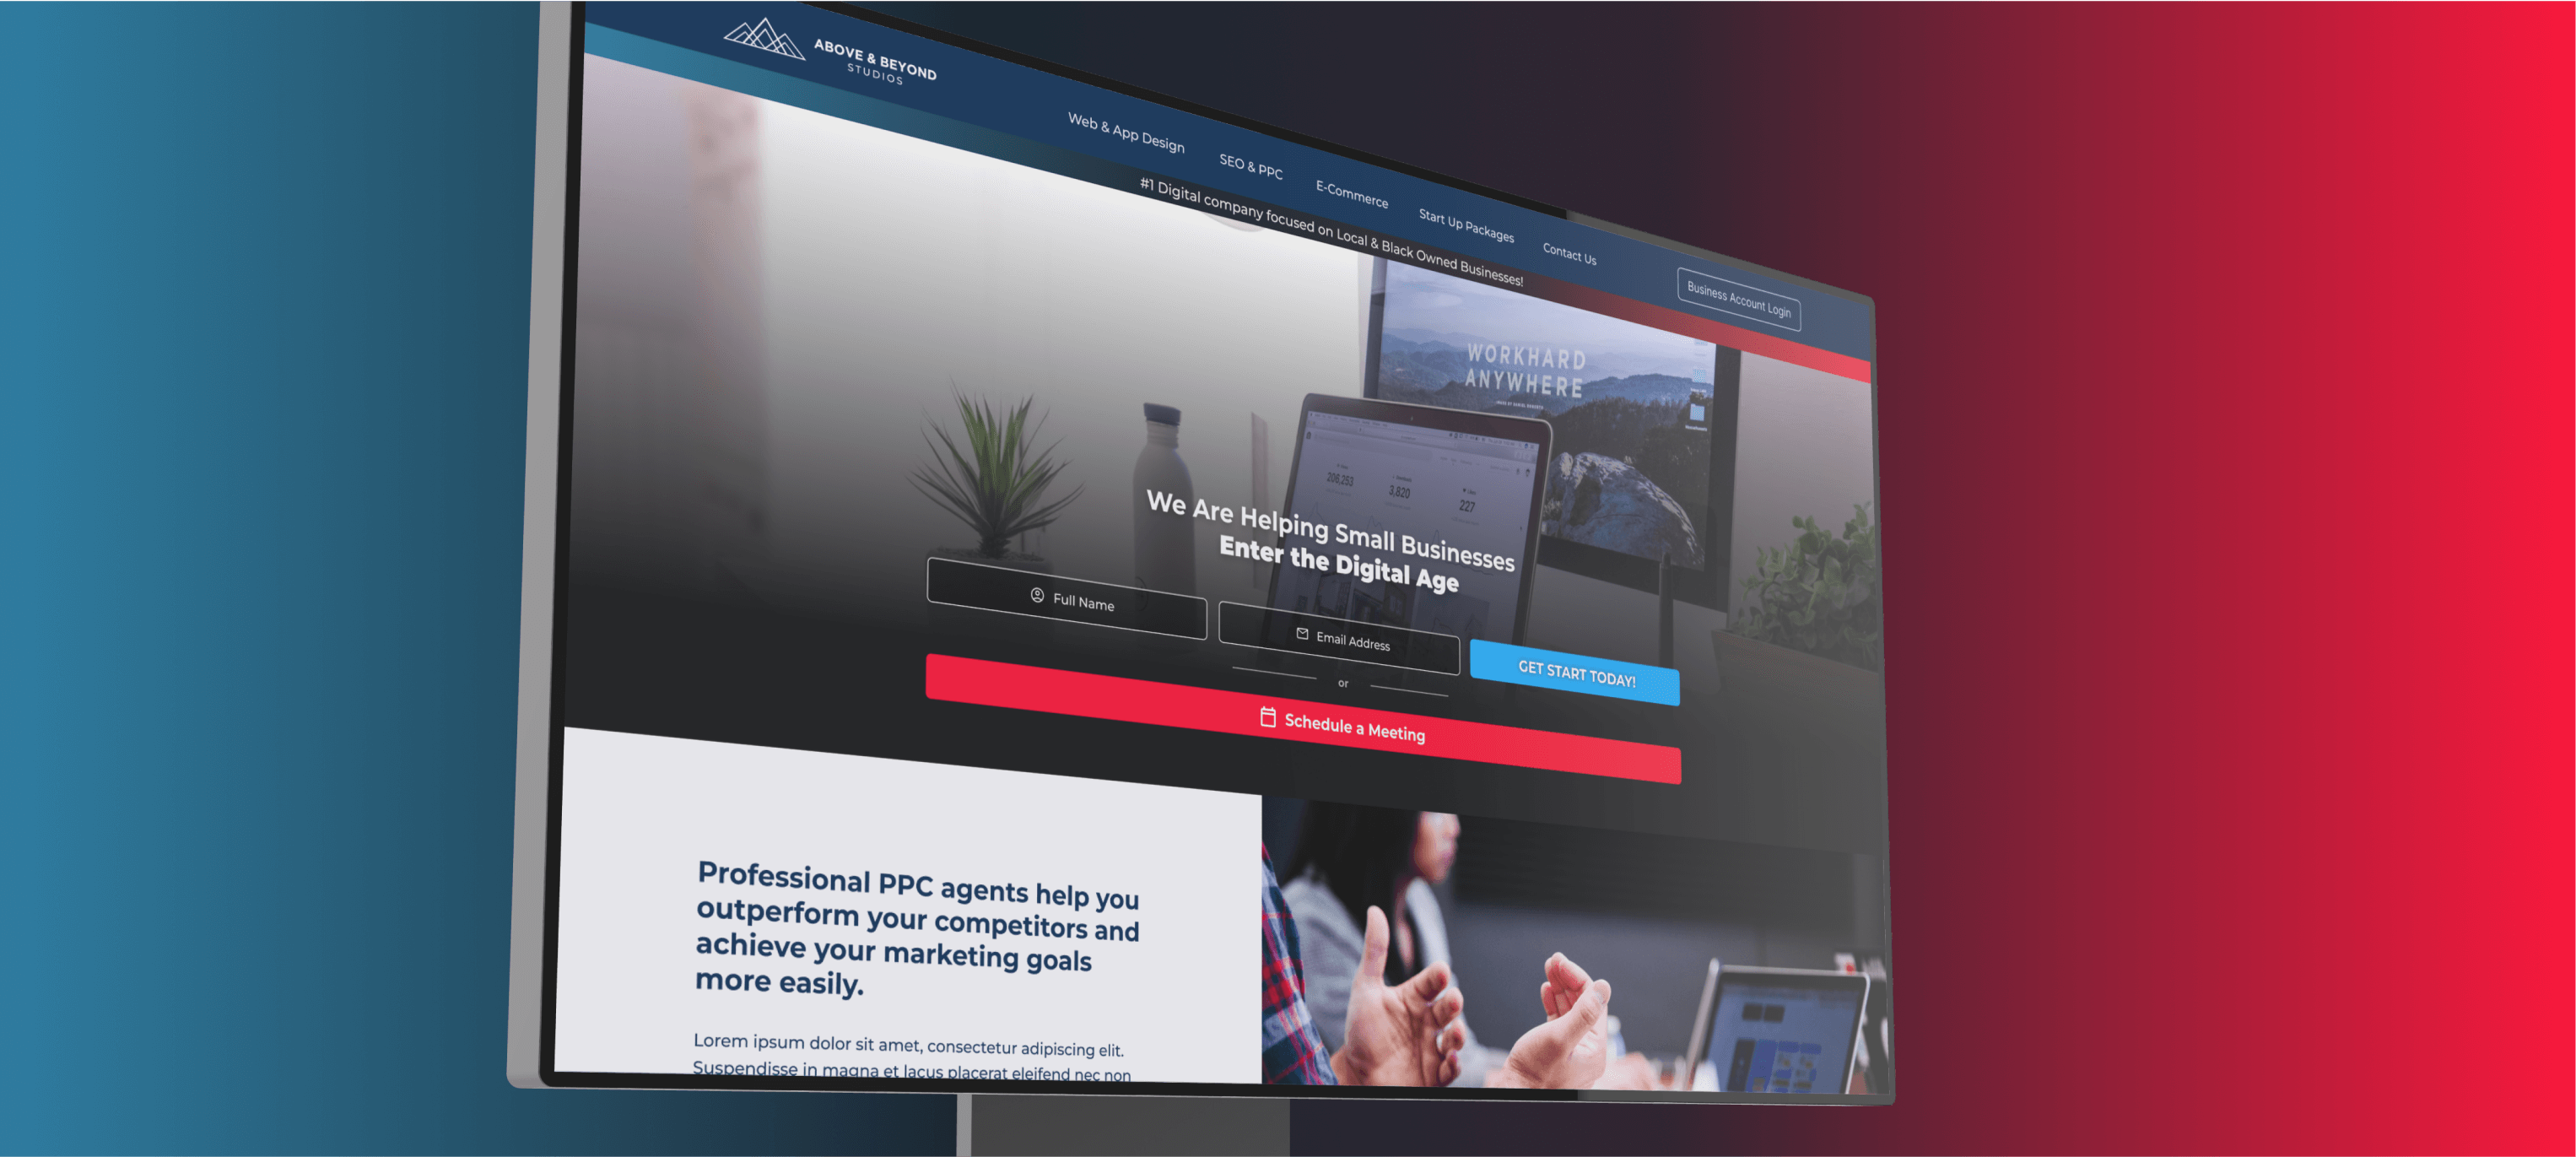 ABOVE & BEYOND
STUDIOS
Web & App Design
SEO & PPC
E-Commerce
Start Up Packages
Contact Us
Business Account Login
#1 Digital company focused on Local & Black Owned Businesses!
WORKHARD
ANYWHERE
206,253
3,820
227
We Are Helping Small Businesses
Enter the Digital Age
Full Name
Email Address
GET START TODAY!
or
Schedule a Meeting
Professional PPC agents help you
outperform your competitors and
achieve your marketing goals
more easily.
Lorem ipsum dolor sit amet, consectetur adipiscing elit.
Suspendisse in magna et lacus placerat eleifend nec non